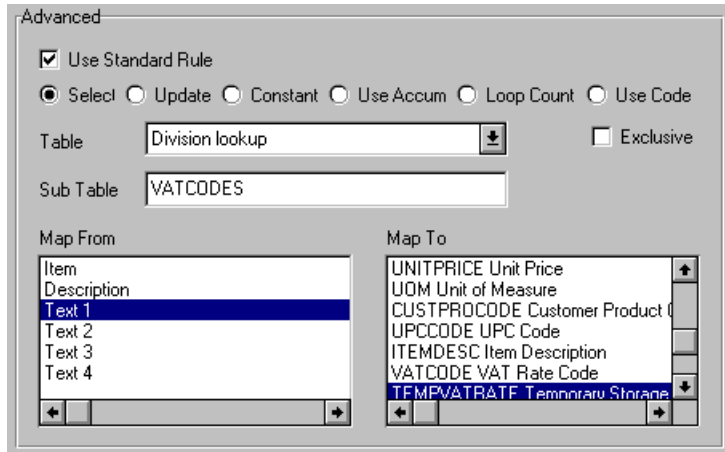 Advanced
Use Standard Rule
Select Update Constant Use Accum Loop Count Use Code
Table Division lookup Exclusive
Sub Table VATCODES
Map From
Item
Description
Text 1
Text 2
Text 3
Text 4
Map To
UNITPRICE Unit Price
UOM Unit of Measure
CUSTPROCODE Customer Product
UPCCODE UPC Code
ITEMDESC Item Description
VATCODE VAT Rate Code
TEMPVATRATE Temporary Storage